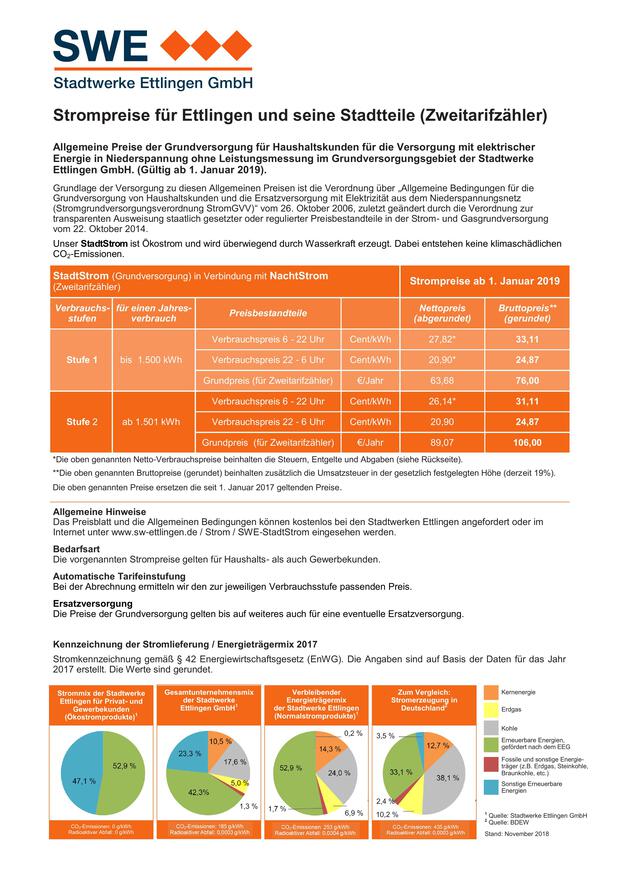 SWE
Stadtwerke Ettlingen GmbH
Strompreise für Ettlingen und seine Stadtteile (Zweitarifzähler)
Allgemeine Preise der Grundversorgung für Haushaltskunden für die Versorgung mit elektrischer
Energie in Niederspannung ohne Leistungsmessung im Grundversorgungsgebiet der Stadtwerke
Ettlingen GmbH. (Gültig ab 1. Januar 2019).
Grundlage der Versorgung zu diesen Allgemeinen Preisen ist die Verordnung über „Allgemeine Bedingungen für die
Grundversorgung von Haushaltskunden und die Ersatzversorgung mit Elektrizität aus dem Niederspannungsnetz
(Stromgrundversorgungsverordnung StromGVV)“ vom 26. Oktober 2006, zuletzt geändert durch die Verordnung zur
transparenten Ausweisung staatlich gesetzter oder regulierter Preisbestandteile in der Strom- und Gasgrundversorgung
vom 22. Oktober 2014.
Unser StadtStrom ist Ökostrom und wird überwiegend durch Wasserkraft erzeugt. Dabei entstehen keine klimaschädlichen
CO₂-Emissionen.
StadtStrom (Grundversorgung) in Verbindung mit NachtStrom
(Zweitarifzähler)
Strompreise ab 1. Januar 2019
Verbrauchs-
stufen
für einen Jahres-
verbrauch
Preisbestandteile
Nettopreis
(abgerundet)
Bruttopreis**
(gerundet)
Stufe 1
bis 1.500 kWh
Verbrauchspreis 6 - 22 Uhr Cent/kWh 27,82* 33,11
Verbrauchspreis 22 - 6 Uhr Cent/kWh 20,90* 24,87
Grundpreis (für Zweitarifzähler) €/Jahr 63,68 76,00
Stufe 2
ab 1.501 kWh
Verbrauchspreis 6 - 22 Uhr Cent/kWh 26,14* 31,11
Verbrauchspreis 22 - 6 Uhr Cent/kWh 20,90 24,87
Grundpreis (für Zweitarifzähler) €/Jahr 89,07 106,00
*Die oben genannten Netto-Verbrauchspreise beinhalten die Steuern, Entgelte und Abgaben (siehe Rückseite).
**Die oben genannten Bruttopreise (gerundet) beinhalten zusätzlich die Umsatzsteuer in der gesetzlich festgelegten Höhe (derzeit 19%).
Die oben genannten Preise ersetzen die seit 1. Januar 2017 geltenden Preise.
Allgemeine Hinweise
Das Preisblatt und die Allgemeinen Bedingungen können kostenlos bei den Stadtwerken Ettlingen angefordert oder im
Internet unter www.sw-ettlingen.de / Strom / SWE-StadtStrom eingesehen werden.
Bedarfsart
Die vorgenannten Strompreise gelten für Haushalts- als auch Gewerbekunden.
Automatische Tarifeinstufung
Bei der Abrechnung ermitteln wir den zur jeweiligen Verbrauchsstufe passenden Preis.
Ersatzversorgung
Die Preise der Grundversorgung gelten bis auf weiteres auch für eine eventuelle Ersatzversorgung.
Kennzeichnung der Stromlieferung / Energieträgermix 2017
Stromkennzeichnung gemäß § 42 Energiewirtschaftsgesetz (EnWG). Die Angaben sind auf Basis der Daten für das Jahr
2017 erstellt. Die Werte sind gerundet.
Strommix der Stadtwerke
Ettlingen für Privat- und
Gewerbekunden
(Ökostromprodukte)¹
52,9 %
47,1 %
CO₂-Emissionen: 0 g/kWh
Radioaktiver Abfall: 0 g/kWh
Gesamtunternehmensmix
der Stadtwerke
Ettlingen GmbH¹
10,5 %
17,6 %
5,0 %
1,3 %
42,3%
23,3 %
CO₂-Emissionen: 185 g/kWh
Radioaktiver Abfall: 0,0003 g/kWh
Verbleibender
Energieträgermix
der Stadtwerke Ettlingen
(Normalstromprodukte)¹
0,2 %
14,3 %
24,0 %
6,9 %
1,7 %
52,9 %
CO₂-Emissionen: 253 g/kWh
Radioaktiver Abfall: 0,0004 g/kWh
Zum Vergleich:
Stromerzeugung in
Deutschland²
3,5 %
12,7 %
38,1 %
10,2 %
2,4 %
33,1 %
CO₂-Emissionen: 435 g/kWh
Radioaktiver Abfall: 0,0003 g/kWh
Kernenergie
Erdgas
Kohle
Erneuerbare Energien,
gefördert nach dem EEG
Fossile und sonstige Energie-
träger (z.B. Erdgas, Steinkohle,
Braunkohle, etc.)
Sonstige Erneuerbare
Energien
¹ Quelle: Stadtwerke Ettlingen GmbH
² Quelle: BDEW
Stand: November 2018